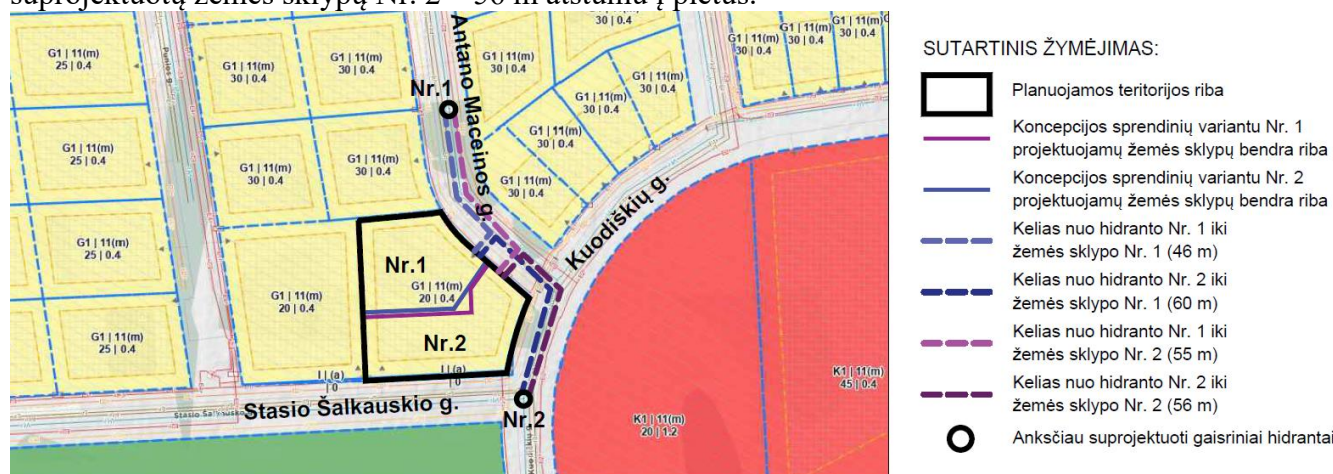 suprojektuotų žemės sklypų Nr. 2 – 56 m atstumu į pietus.
G1 | 11(m)
25 | 0.4
Punios g.
G1 | 11(m)
30 | 0.4
G1 | 11(m)
30 | 0.4
Antano Maceinos g.
G1 | 11(m)
30 | 0.4
30 | 0.4
G1 | 11(m)
30 | 0.4
G1 | 11(m)
30 | 0.4
G1 | 11(m)
30 | 0.4
Nr.1
G1 | 11(m)
30 | 0.4
G1 | 11(m)
25 | 0.4
G1 | 11(m)
30 | 0.4
G1 | 11(m)
30 | 0.4
G1 | 11(m)
30 | 0.4
G1 | 11(m)
30 | 0.4
Kuodiškių g.
G1 | 11(m)
25 | 0.4
Nr.1
G1 | 11(m)
20 | 0.4
G1 | 11(m)
20 | 0.4
Nr.2
G1 | 11(m)
25 | 0.4
I | (a)
| 0
I | (a)
| 0
Stasio Šalkauskio g.
Nr.2
K1 | 11(m)
45 | 0.4
K1 | 11(m)
20 | 1.2
SUTARTINIS ŽYMĖJIMAS:
Planuojamos teritorijos riba
Koncepcijos sprendinių variantu Nr. 1
projektuojamų žemės sklypų bendra riba
Koncepcijos sprendinių variantu Nr. 2
projektuojamų žemės sklypų bendra riba
Kelias nuo hidranto Nr. 1 iki
žemės sklypo Nr. 1 (46 m)
Kelias nuo hidranto Nr. 2 iki
žemės sklypo Nr. 1 (60 m)
Kelias nuo hidranto Nr. 1 iki
žemės sklypo Nr. 2 (55 m)
Kelias nuo hidranto Nr. 2 iki
žemės sklypo Nr. 2 (56 m)
Anksčiau suprojektuoti gaisriniai hidrantai